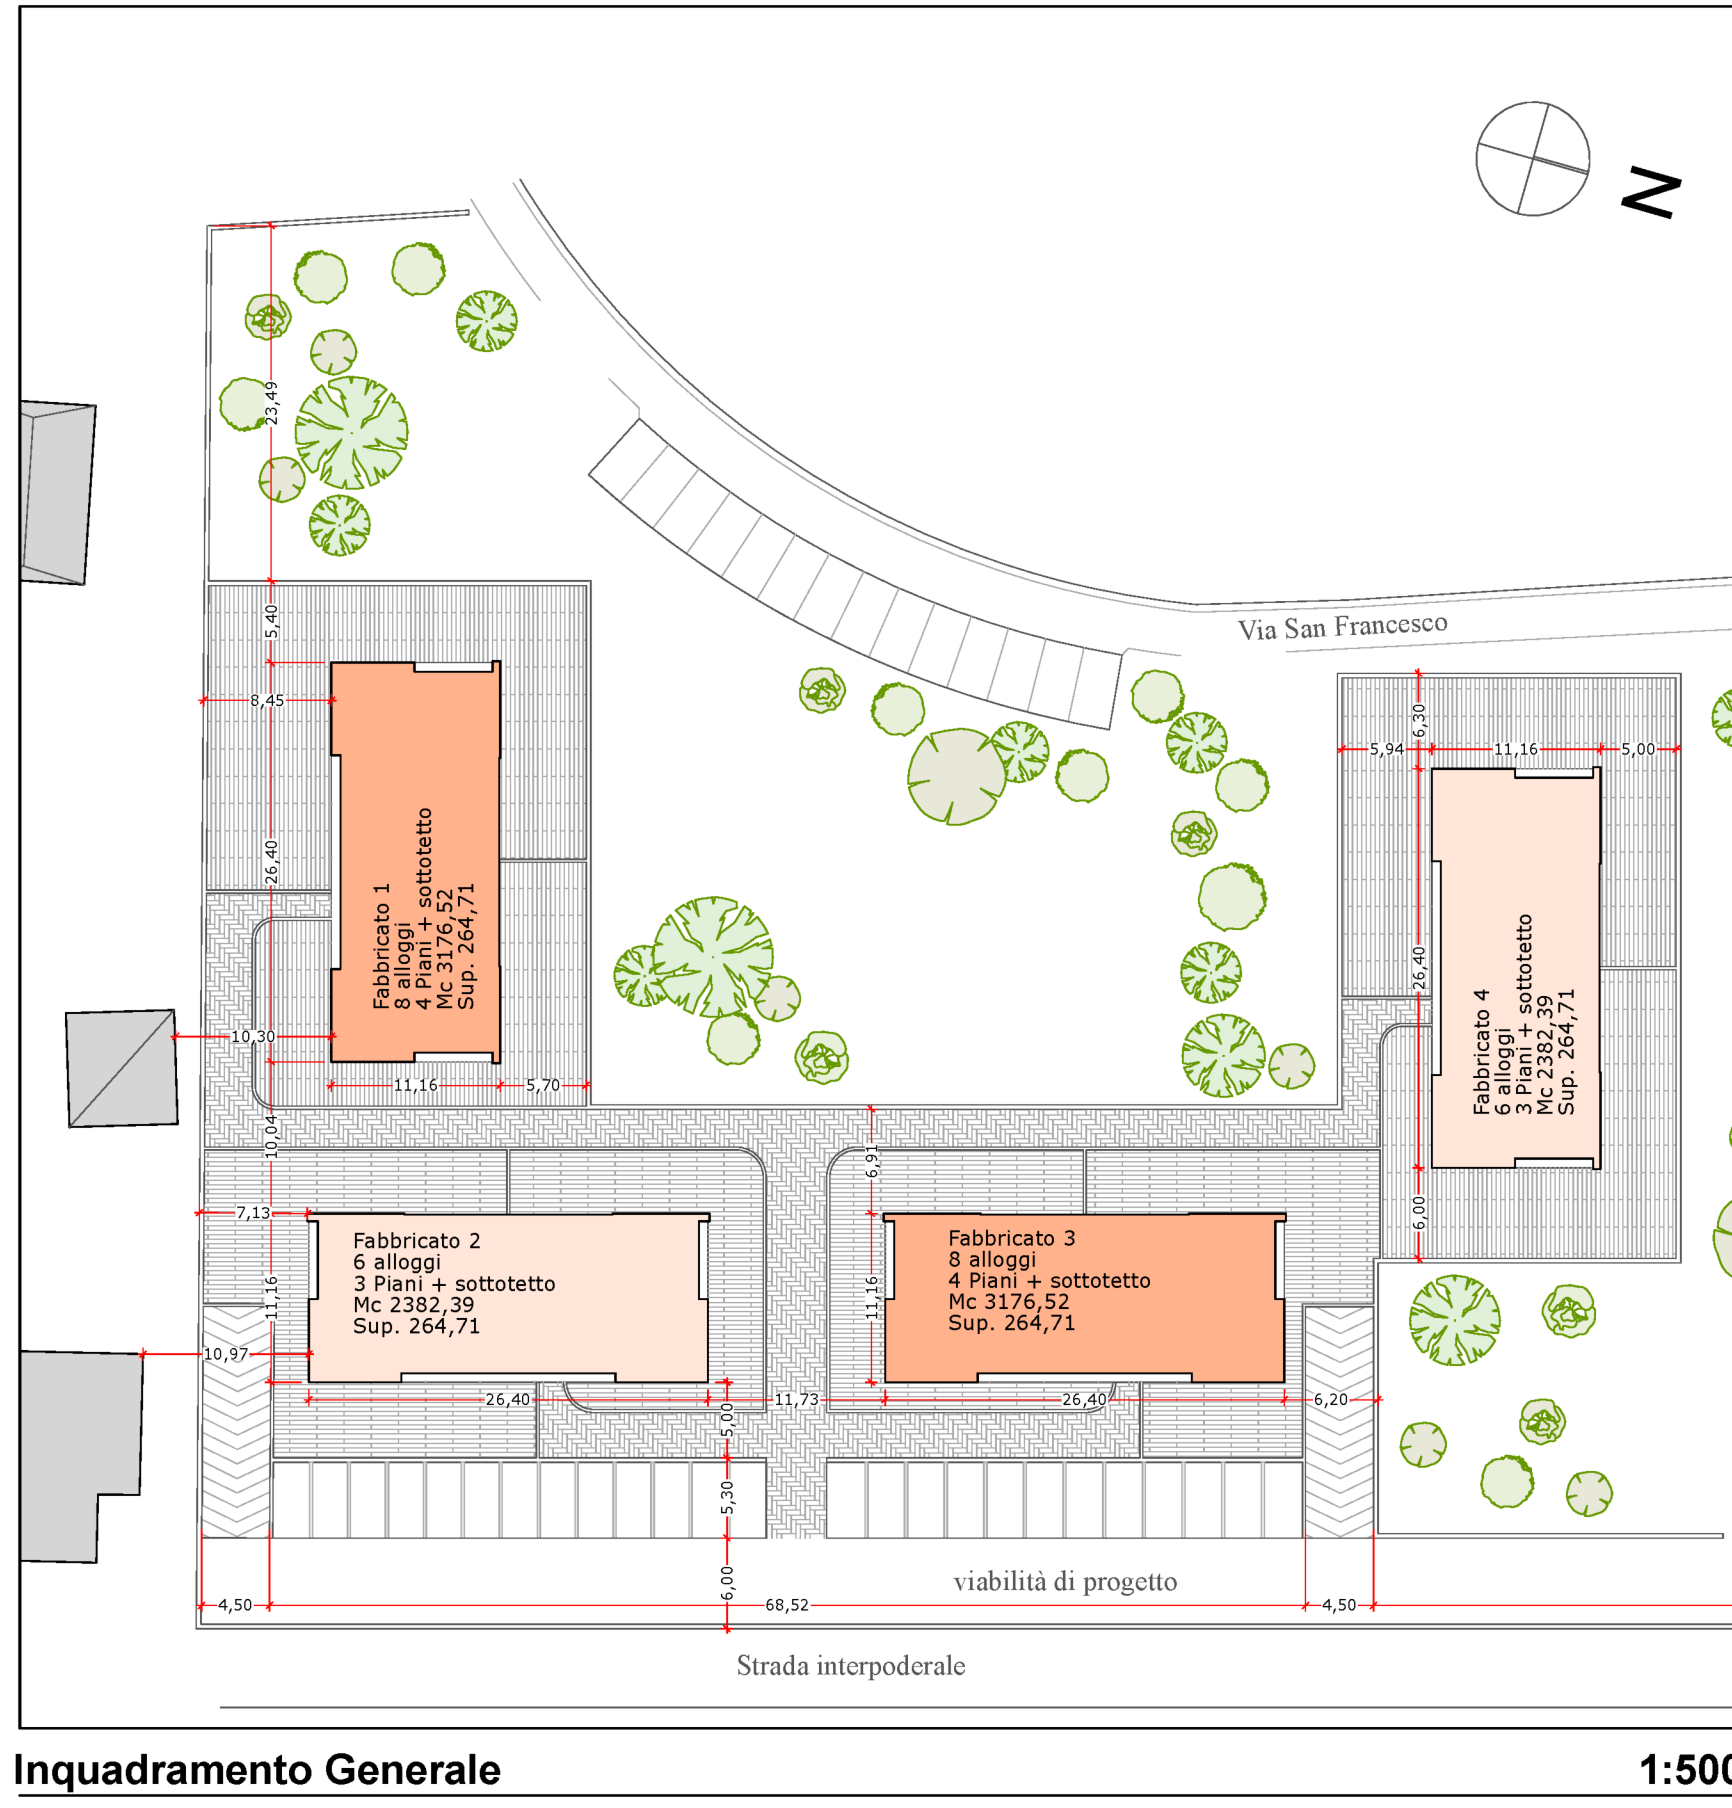 N
23,49
Via San Francesco
5,40
8,45
6,30
5,94
11,16
5,00
26,40
Fabbricato 1
8 alloggi
4 Piani + sottotetto
Mc 3176,52
Sup. 264,71
26,40
Fabbricato 4
6 alloggi
3 Piani + sottotetto
Mc 2382,39
Sup. 264,71
10,30
11,16
5,70
10,04
6,91
6,00
7,13
Fabbricato 2
6 alloggi
3 Piani + sottotetto
Mc 2382,39
Sup. 264,71
Fabbricato 3
8 alloggi
4 Piani + sottotetto
Mc 3176,52
Sup. 264,71
11,16
11,16
10,97
26,40
11,73
26,40
6,20
5,00
5,30
viabilità di progetto
6,00
4,50
68,52
4,50
Strada interpoderale
Inquadramento Generale
1:500